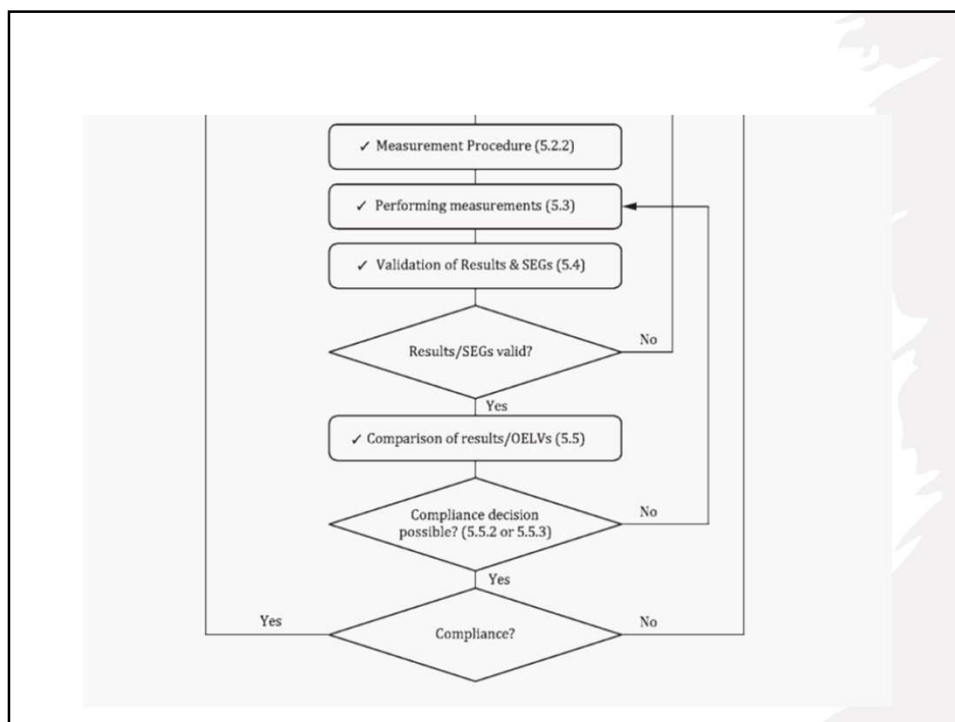 ✓ Measurement Procedure (5.2.2)
✓ Performing measurements (5.3)
✓ Validation of Results & SEGs (5.4)
Results/SEGs valid?
No
Yes
✓ Comparison of results/OELVs (5.5)
Compliance decision
possible? (5.5.2 or 5.5.3)
No
Yes
Yes
Compliance?
No